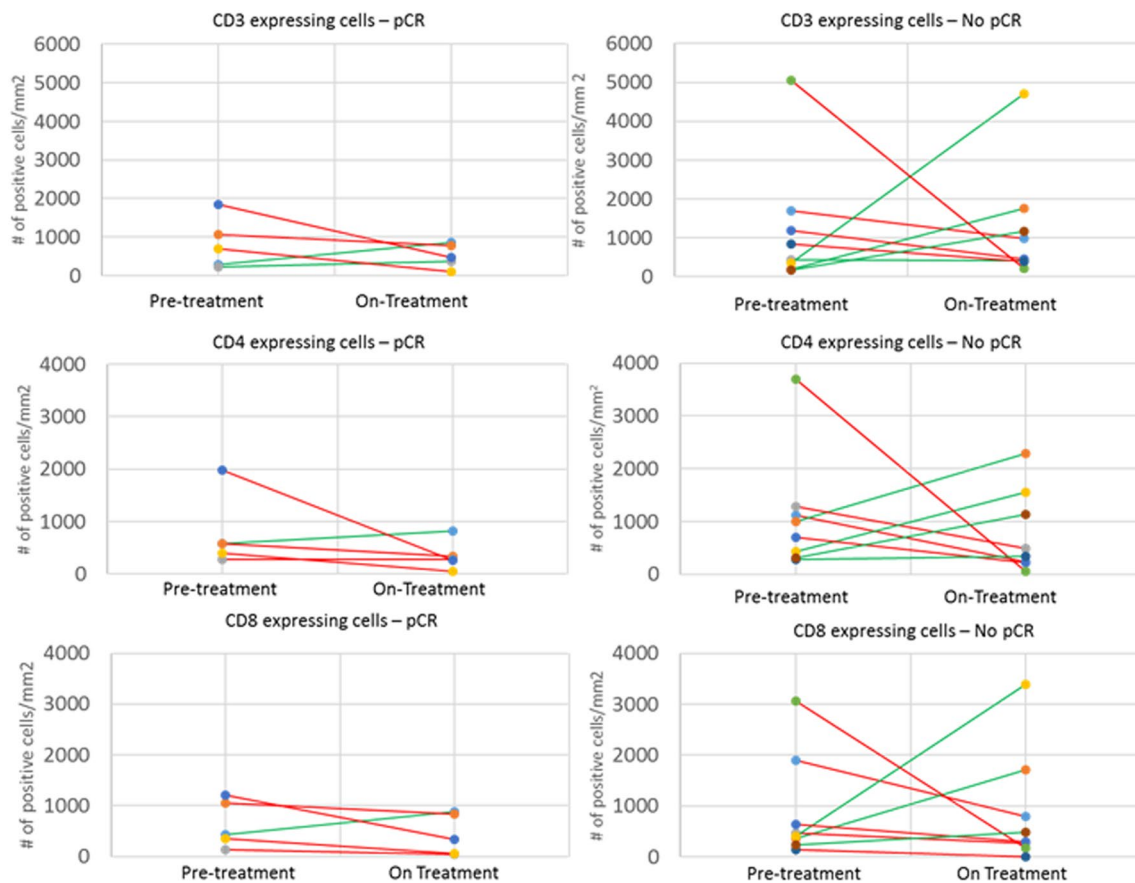 CD3 expressing cells – pCR
# of positive cells/mm2
6000
5000
4000
3000
2000
1000
0
Pre-treatment On-Treatment
CD3 expressing cells – No pCR
# of positive cells/mm 2
6000
5000
4000
3000
2000
1000
0
Pre-treatment On-Treatment
CD4 expressing cells – pCR
# of positive cells/mm2
4000
3000
2000
1000
0
Pre-treatment On-Treatment
CD4 expressing cells – No pCR
# of positive cells/mm²
4000
3000
2000
1000
0
Pre-treatment On-Treatment
CD8 expressing cells – pCR
# of positive cells/mm2
4000
3000
2000
1000
0
Pre-treatment On Treatment
CD8 expressing cells – No pCR
# of positive cells/mm2
4000
3000
2000
1000
0
Pre-treatment On Treatment